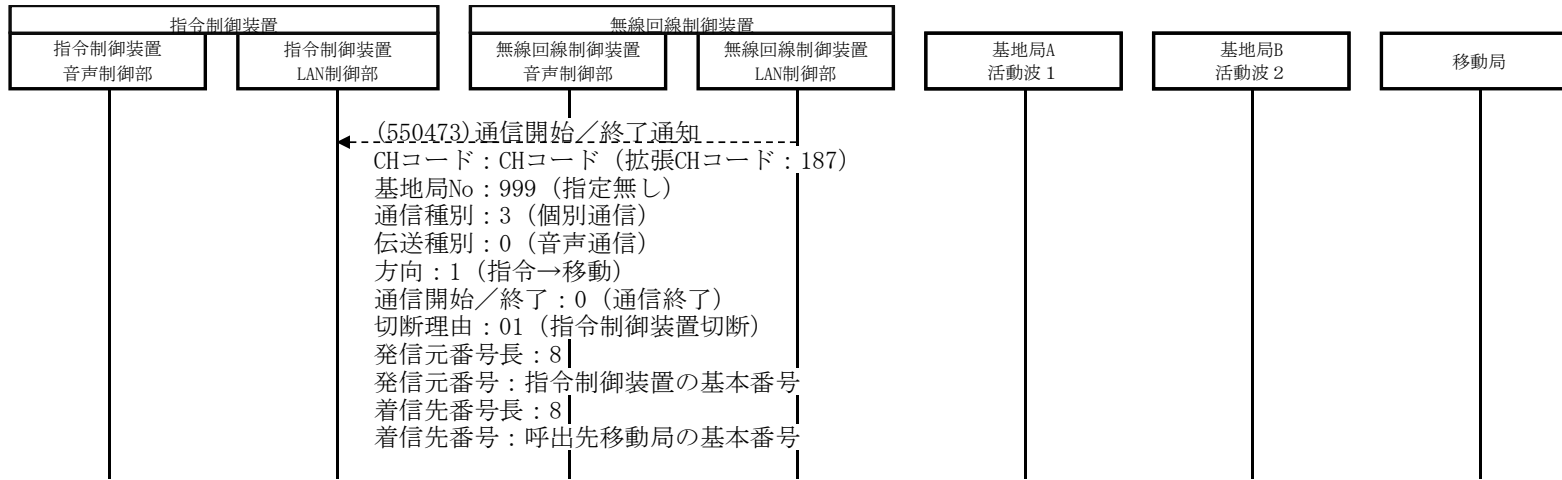 指令制御装置
無線回線制御装置
指令制御装置
音声制御部
指令制御装置
LAN制御部
無線回線制御装置
音声制御部
無線回線制御装置
LAN制御部
基地局A
活動波1
基地局B
活動波2
移動局
(550473)通信開始/終了通知
CHコード:CHコード(拡張CHコード:187)
基地局No:999(指定無し)
通信種別:3(個別通信)
伝送種別:0(音声通信)
方向:1(指令→移動)
通信開始/終了:0(通信終了)
切断理由:01(指令制御装置切断)
発信元番号長:8
発信元番号:指令制御装置の基本番号
着信先番号長:8
着信先番号:呼出先移動局の基本番号